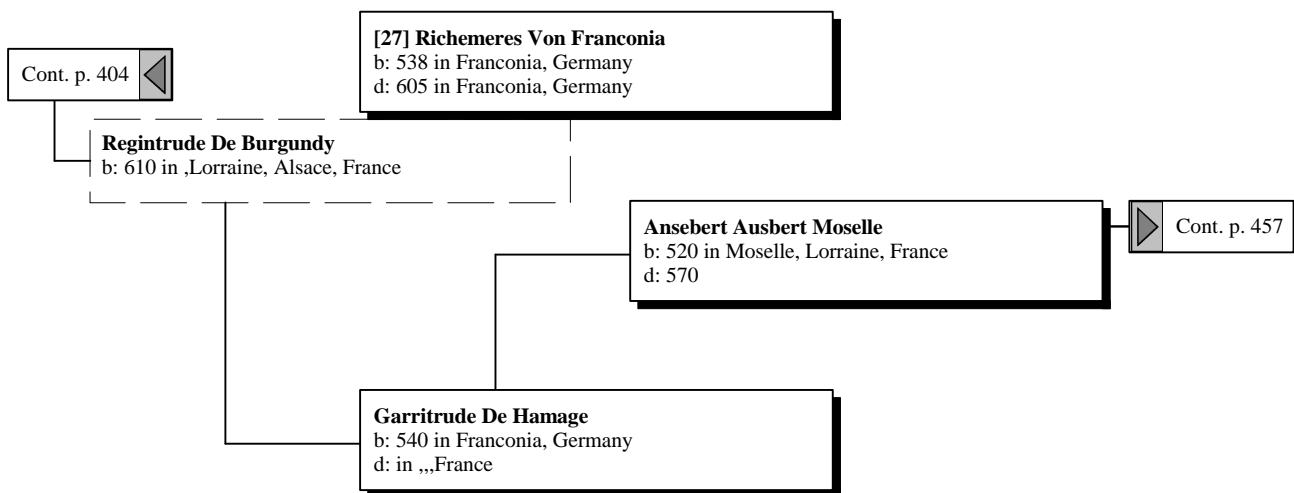 [27] Richemeres Von Franconia
b: 538 in Franconia, Germany
d: 605 in Franconia, Germany
Cont. p. 404
Regintrude De Burgundy
b: 610 in ,Lorraine, Alsace, France
Ansebert Ausbert Moselle
b: 520 in Moselle, Lorraine, France
d: 570
Cont. p. 457
Garritrude De Hamage
b: 540 in Franconia, Germany
d: in ,,,France